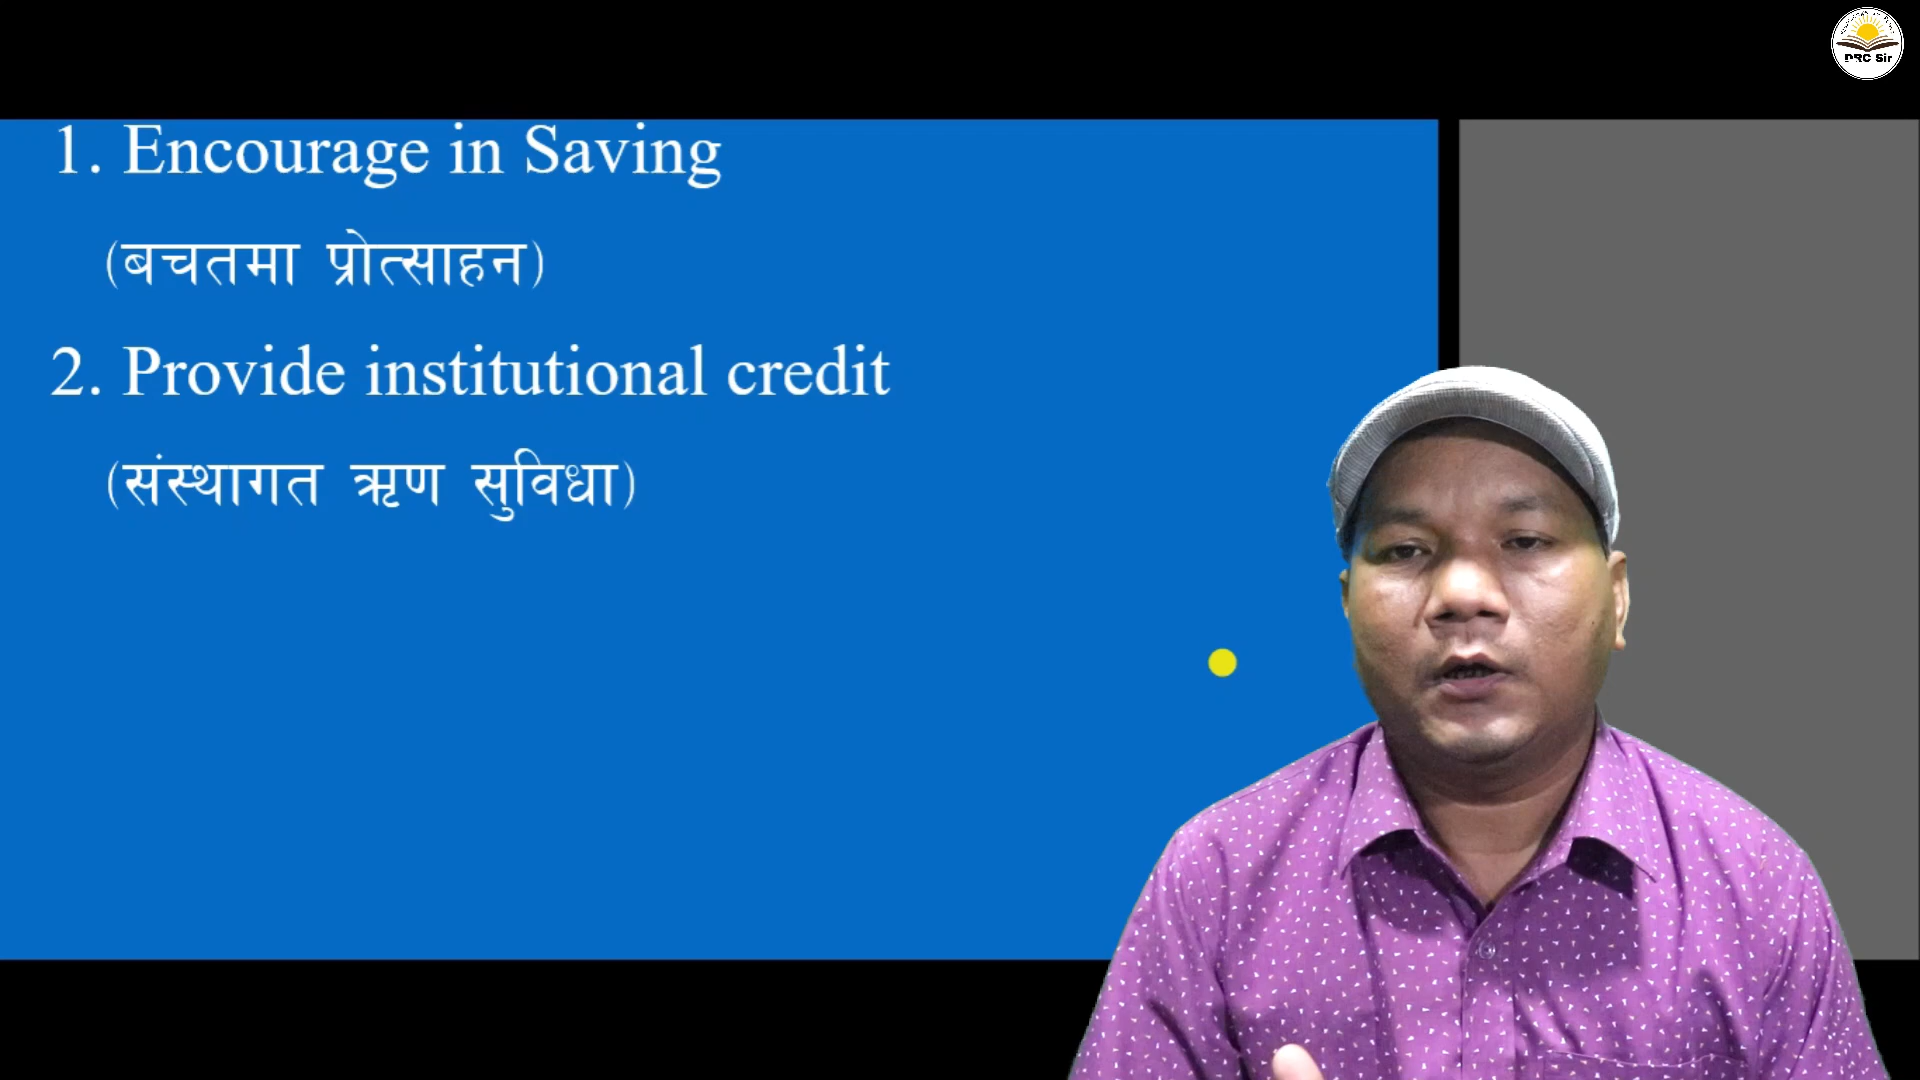 1. Encourage in Saving
(बचतमा प्रोत्साहन)
2. Provide institutional credit
(संस्थागत ऋण सुविधा)
DRC Sir